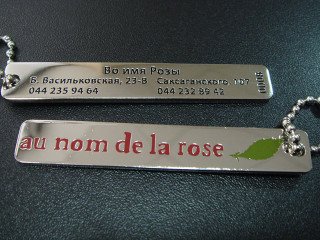 Во имя Розы
Б. Васильковская, 23-В Саксаганского, 107
044 235 94 64 044 232 89 42
au nom de la rose